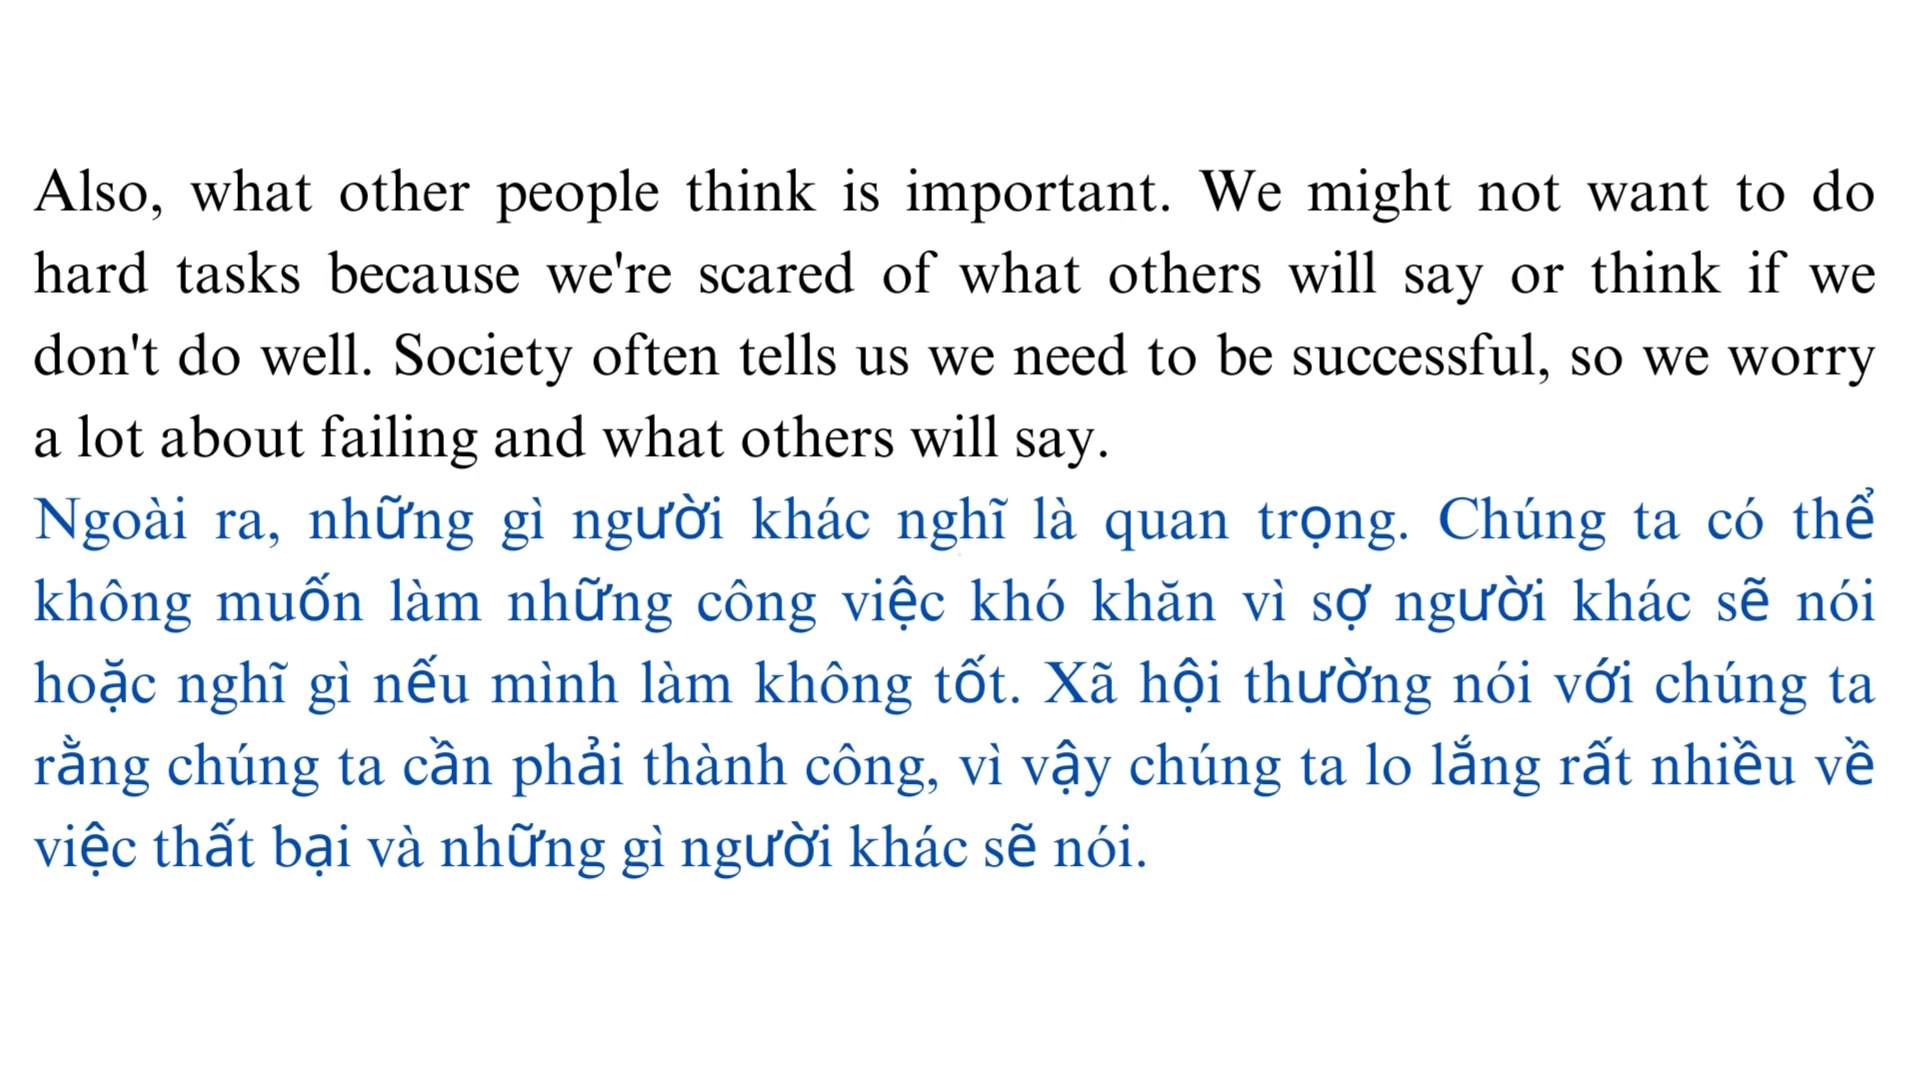 Also, what other people think is important. We might not want to do
hard tasks because we're scared of what others will say or think if we
don't do well. Society often tells us we need to be successful, so we worry
a lot about failing and what others will say.
Ngoài ra, những gì người khác nghĩ là quan trọng. Chúng ta có thể
không muốn làm những công việc khó khăn vì sợ người khác sẽ nói
hoặc nghĩ gì nếu mình làm không tốt. Xã hội thường nói với chúng ta
rằng chúng ta cần phải thành công, vì vậy chúng ta lo lắng rất nhiều về
việc thất bại và những gì người khác sẽ nói.